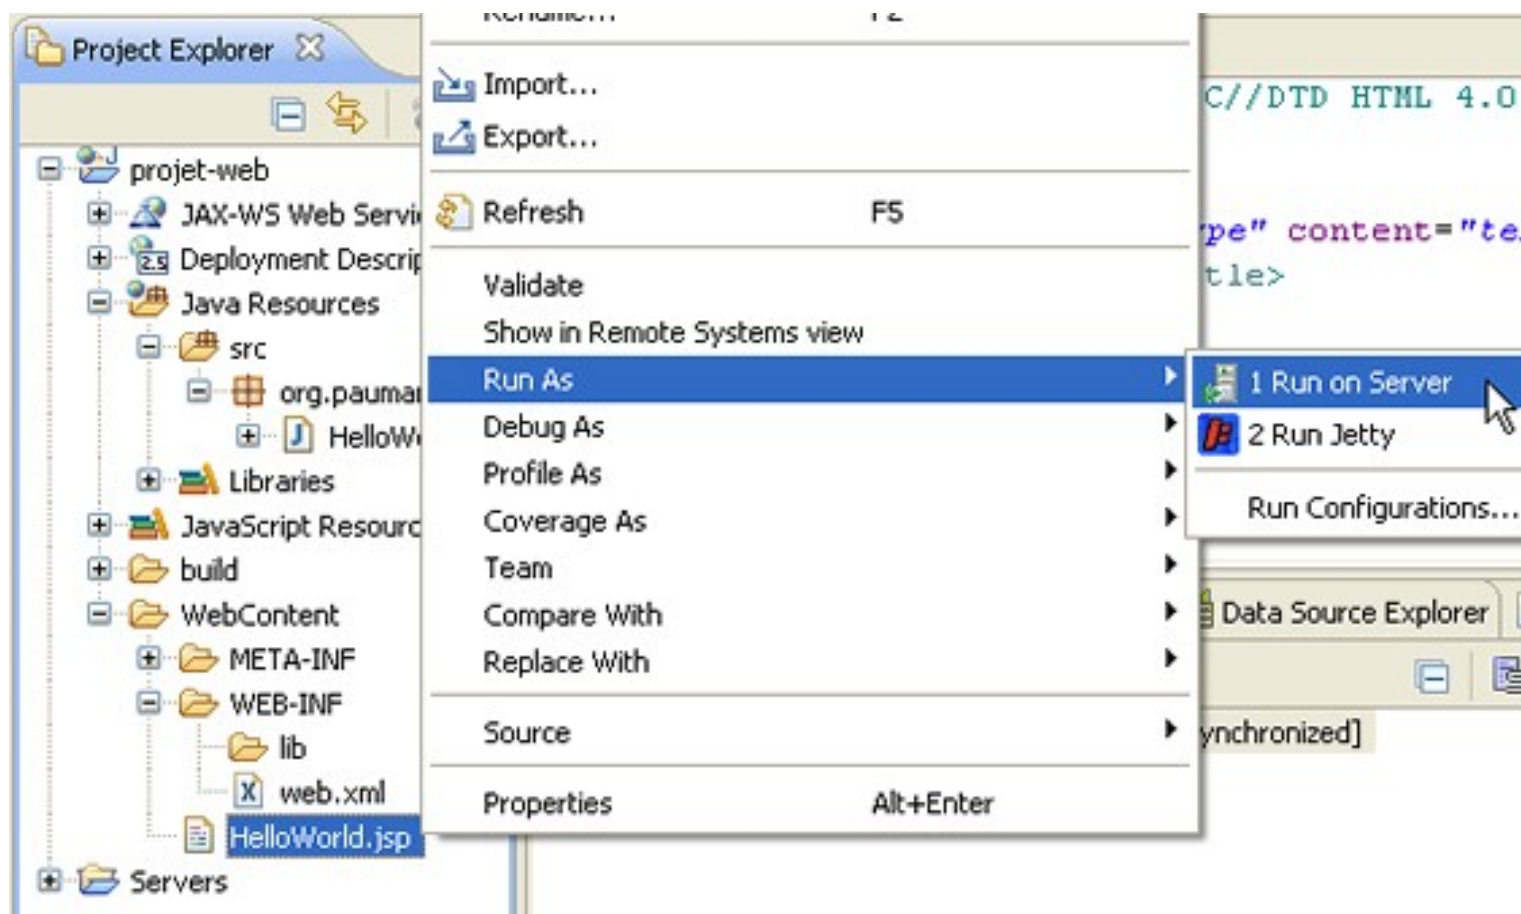 Project Explorer
projet-web
JAX-WS Web Servi
Deployment Descrip
2.5
Java Resources
src
org.paumar
HelloW
Libraries
JavaScript Resourc
build
WebContent
META-INF
WEB-INF
lib
web.xml
HelloWorld.jsp
Servers
Rename... F2
Import...
Export...
Refresh F5
Validate
Show in Remote Systems view
Run As
Debug As
Profile As
Coverage As
Team
Compare With
Replace With
Source
Properties Alt+Enter
1 Run on Server
2 Run Jetty
Run Configurations...
C//DTD HTML 4.0
pe" content="te
tle>
Data Source Explorer
ynchronized]